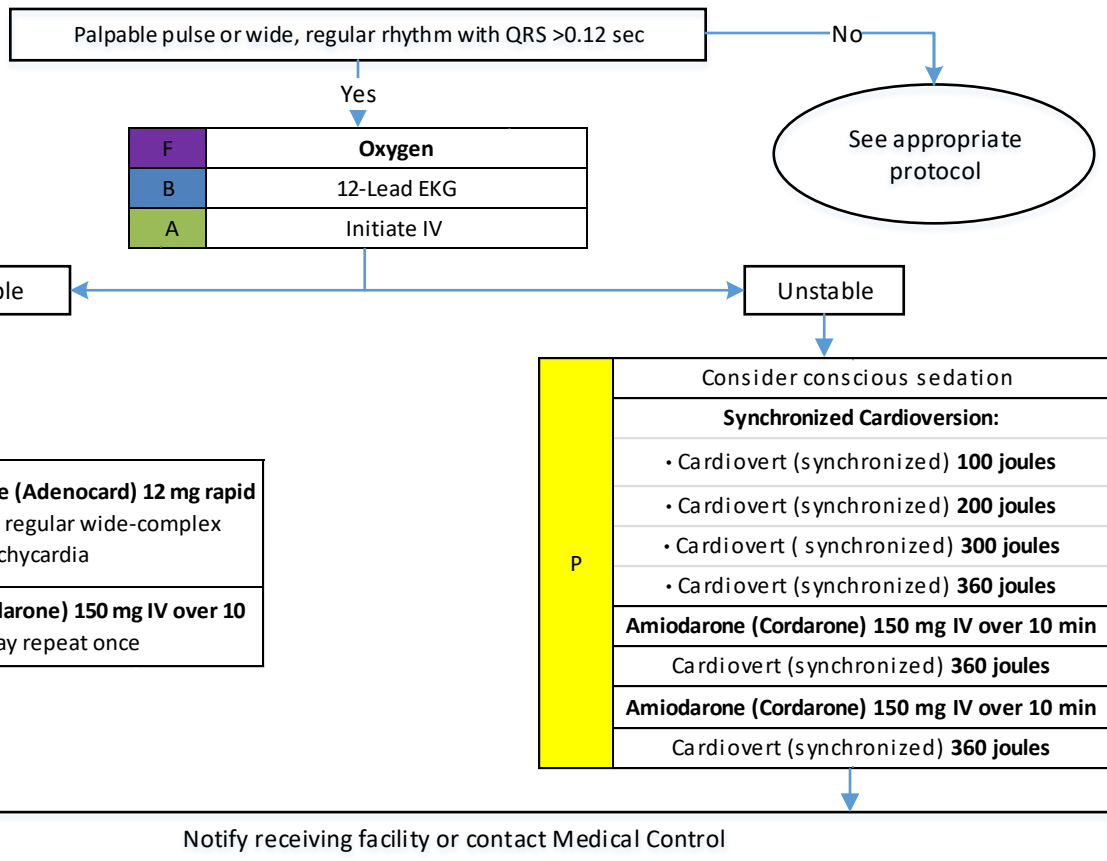 Palpable pulse or wide, regular rhythm with QRS >0.12 sec
No
Yes
See appropriate
protocol
F
Oxygen
B
12-Lead EKG
A
Initiate IV
Unstable
Consider conscious sedation
Synchronized Cardioversion:
• Cardiovert (synchronized) 100 joules
• Cardiovert (synchronized) 200 joules
• Cardiovert ( synchronized) 300 joules
• Cardiovert (synchronized) 360 joules
P
Amiodarone (Cordarone) 150 mg IV over 10 min
Cardiovert (synchronized) 360 joules
Amiodarone (Cordarone) 150 mg IV over 10 min
Cardiovert (synchronized) 360 joules
(Adenocard) 12 mg rapid
regular wide-complex
150 mg IV over 10
repeat once
Notify receiving facility or contact Medical Control